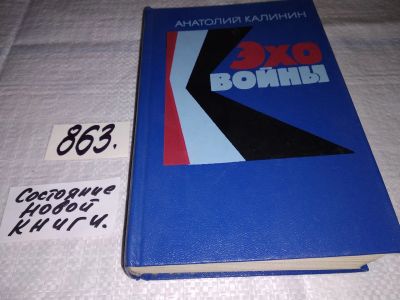 АНАТОЛИЙ КАЛИНИН
ЭХО
ВОЙНЫ
863.
Состояние
новой
книги.